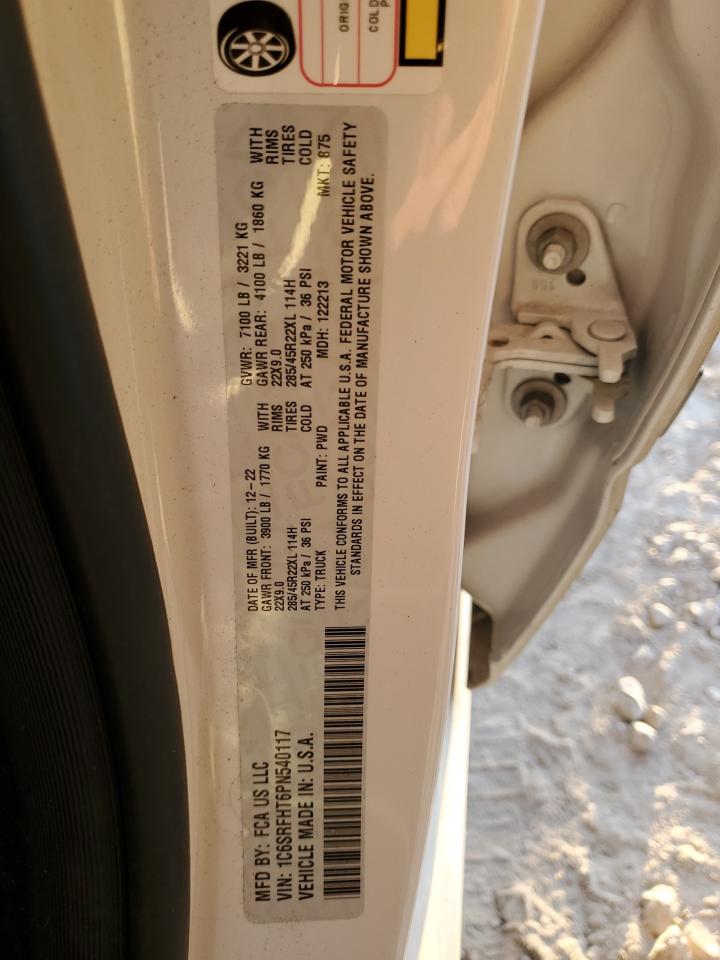 ORIG
COLD
P
MFD BY: FCA US LLC
VIN: 1C6SRFHT6PN540117
VEHICLE MADE IN: U.S.A.
DATE OF MFR (BUILT): 12-22
GAWR FRONT: 3900 LB / 1770 KG WITH
22X9.0 RIMS
285/45R22XL 114H TIRES
AT 250 kPa / 36 PSI COLD
TYPE: TRUCK
PAINT: PWD
GVWR: 7100 LB / 3221 KG
GAWR REAR: 4100 LB / 1860 KG WITH
22X9.0 RIMS
285/45R22XL 114H TIRES
AT 250 kPa / 36 PSI COLD
MDH: 122213
MKT: 875
THIS VEHICLE CONFORMS TO ALL APPLICABLE U.S.A. FEDERAL MOTOR VEHICLE SAFETY
STANDARDS IN EFFECT ON THE DATE OF MANUFACTURE SHOWN ABOVE.